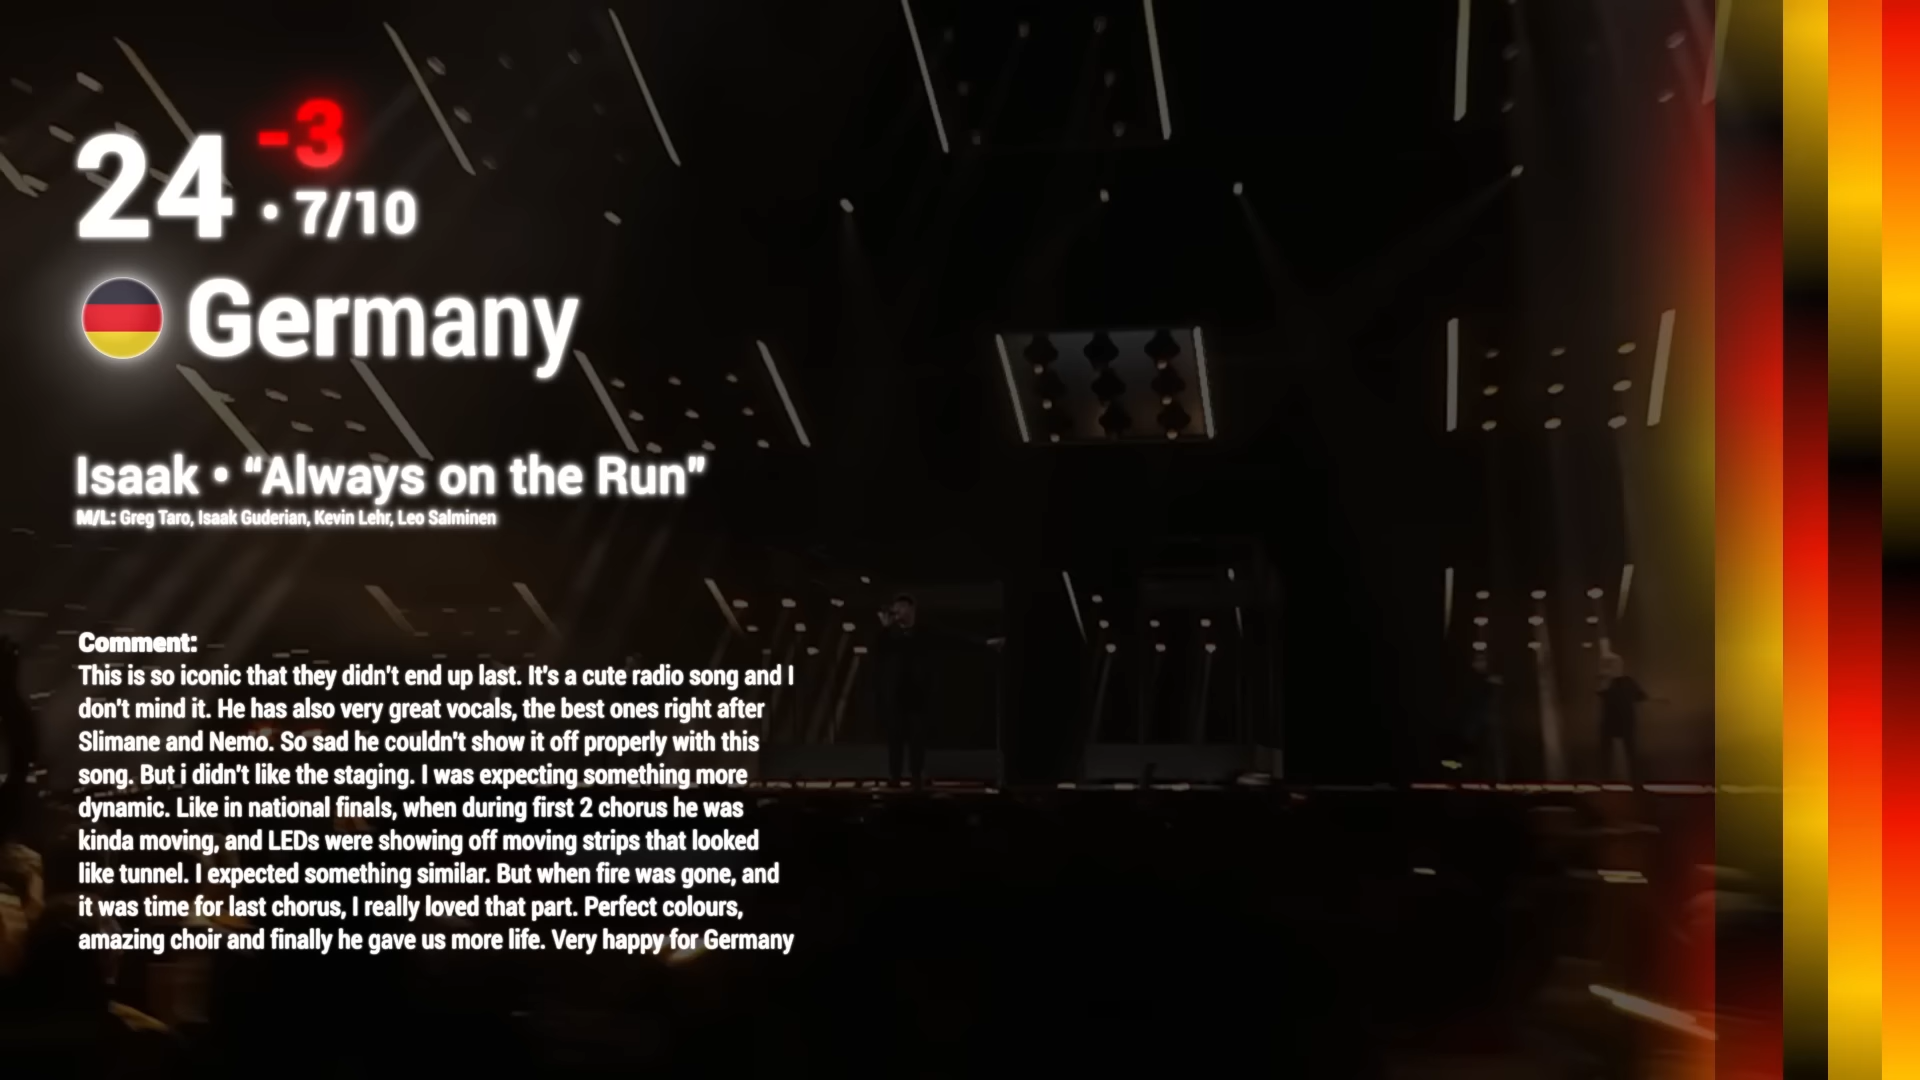 -3
24 • 7/10
Germany
Isaak • “Always on the Run”
M/L: Greg Taro, Isaak Guderian, Kevin Lehr, Leo Salminen
Comment:
This is so iconic that they didn't end up last. It's a cute radio song and I
don't mind it. He has also very great vocals, the best ones right after
Slimane and Nemo. So sad he couldn't show it off properly with this
song. But i didn't like the staging. I was expecting something more
dynamic. Like in national finals, when during first 2 chorus he was
kinda moving, and LEDs were showing off moving strips that looked
like tunnel. I expected something similar. But when fire was gone, and
it was time for last chorus, I really loved that part. Perfect colours,
amazing choir and finally he gave us more life. Very happy for Germany